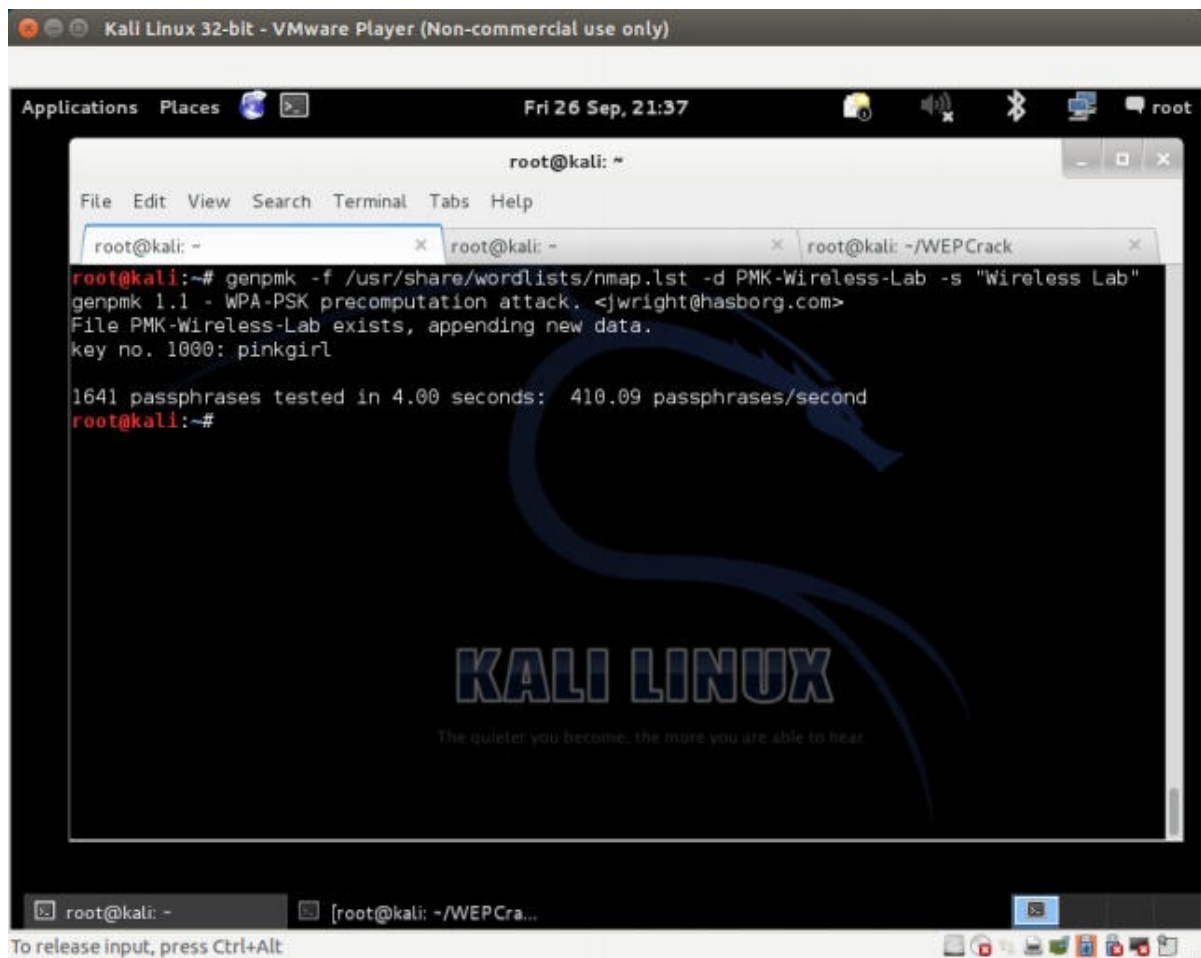 Kali Linux 32-bit - VMware Player (Non-commercial use only)
Applications Places Fri 26 Sep, 21:37 root
root@kali: ~
File Edit View Search Terminal Tabs Help
root@kali: ~ root@kali: ~ root@kali: ~/WEPCrack
root@kali:~# genpmk -f /usr/share/wordlists/nmap.lst -d PMK-Wireless-Lab -s "Wireless Lab"
genpmk 1.1 - WPA-PSK precomputation attack. <jwright@hasborg.com>
File PMK-Wireless-Lab exists, appending new data.
key no. 1000: pinkgirl
1641 passphrases tested in 4.00 seconds:  410.09 passphrases/second
root@kali:~#
KALI LINUX
The quieter you become, the more you are able to hear.
root@kali: ~ [root@kali: ~/WEPCra...
To release input, press Ctrl+Alt